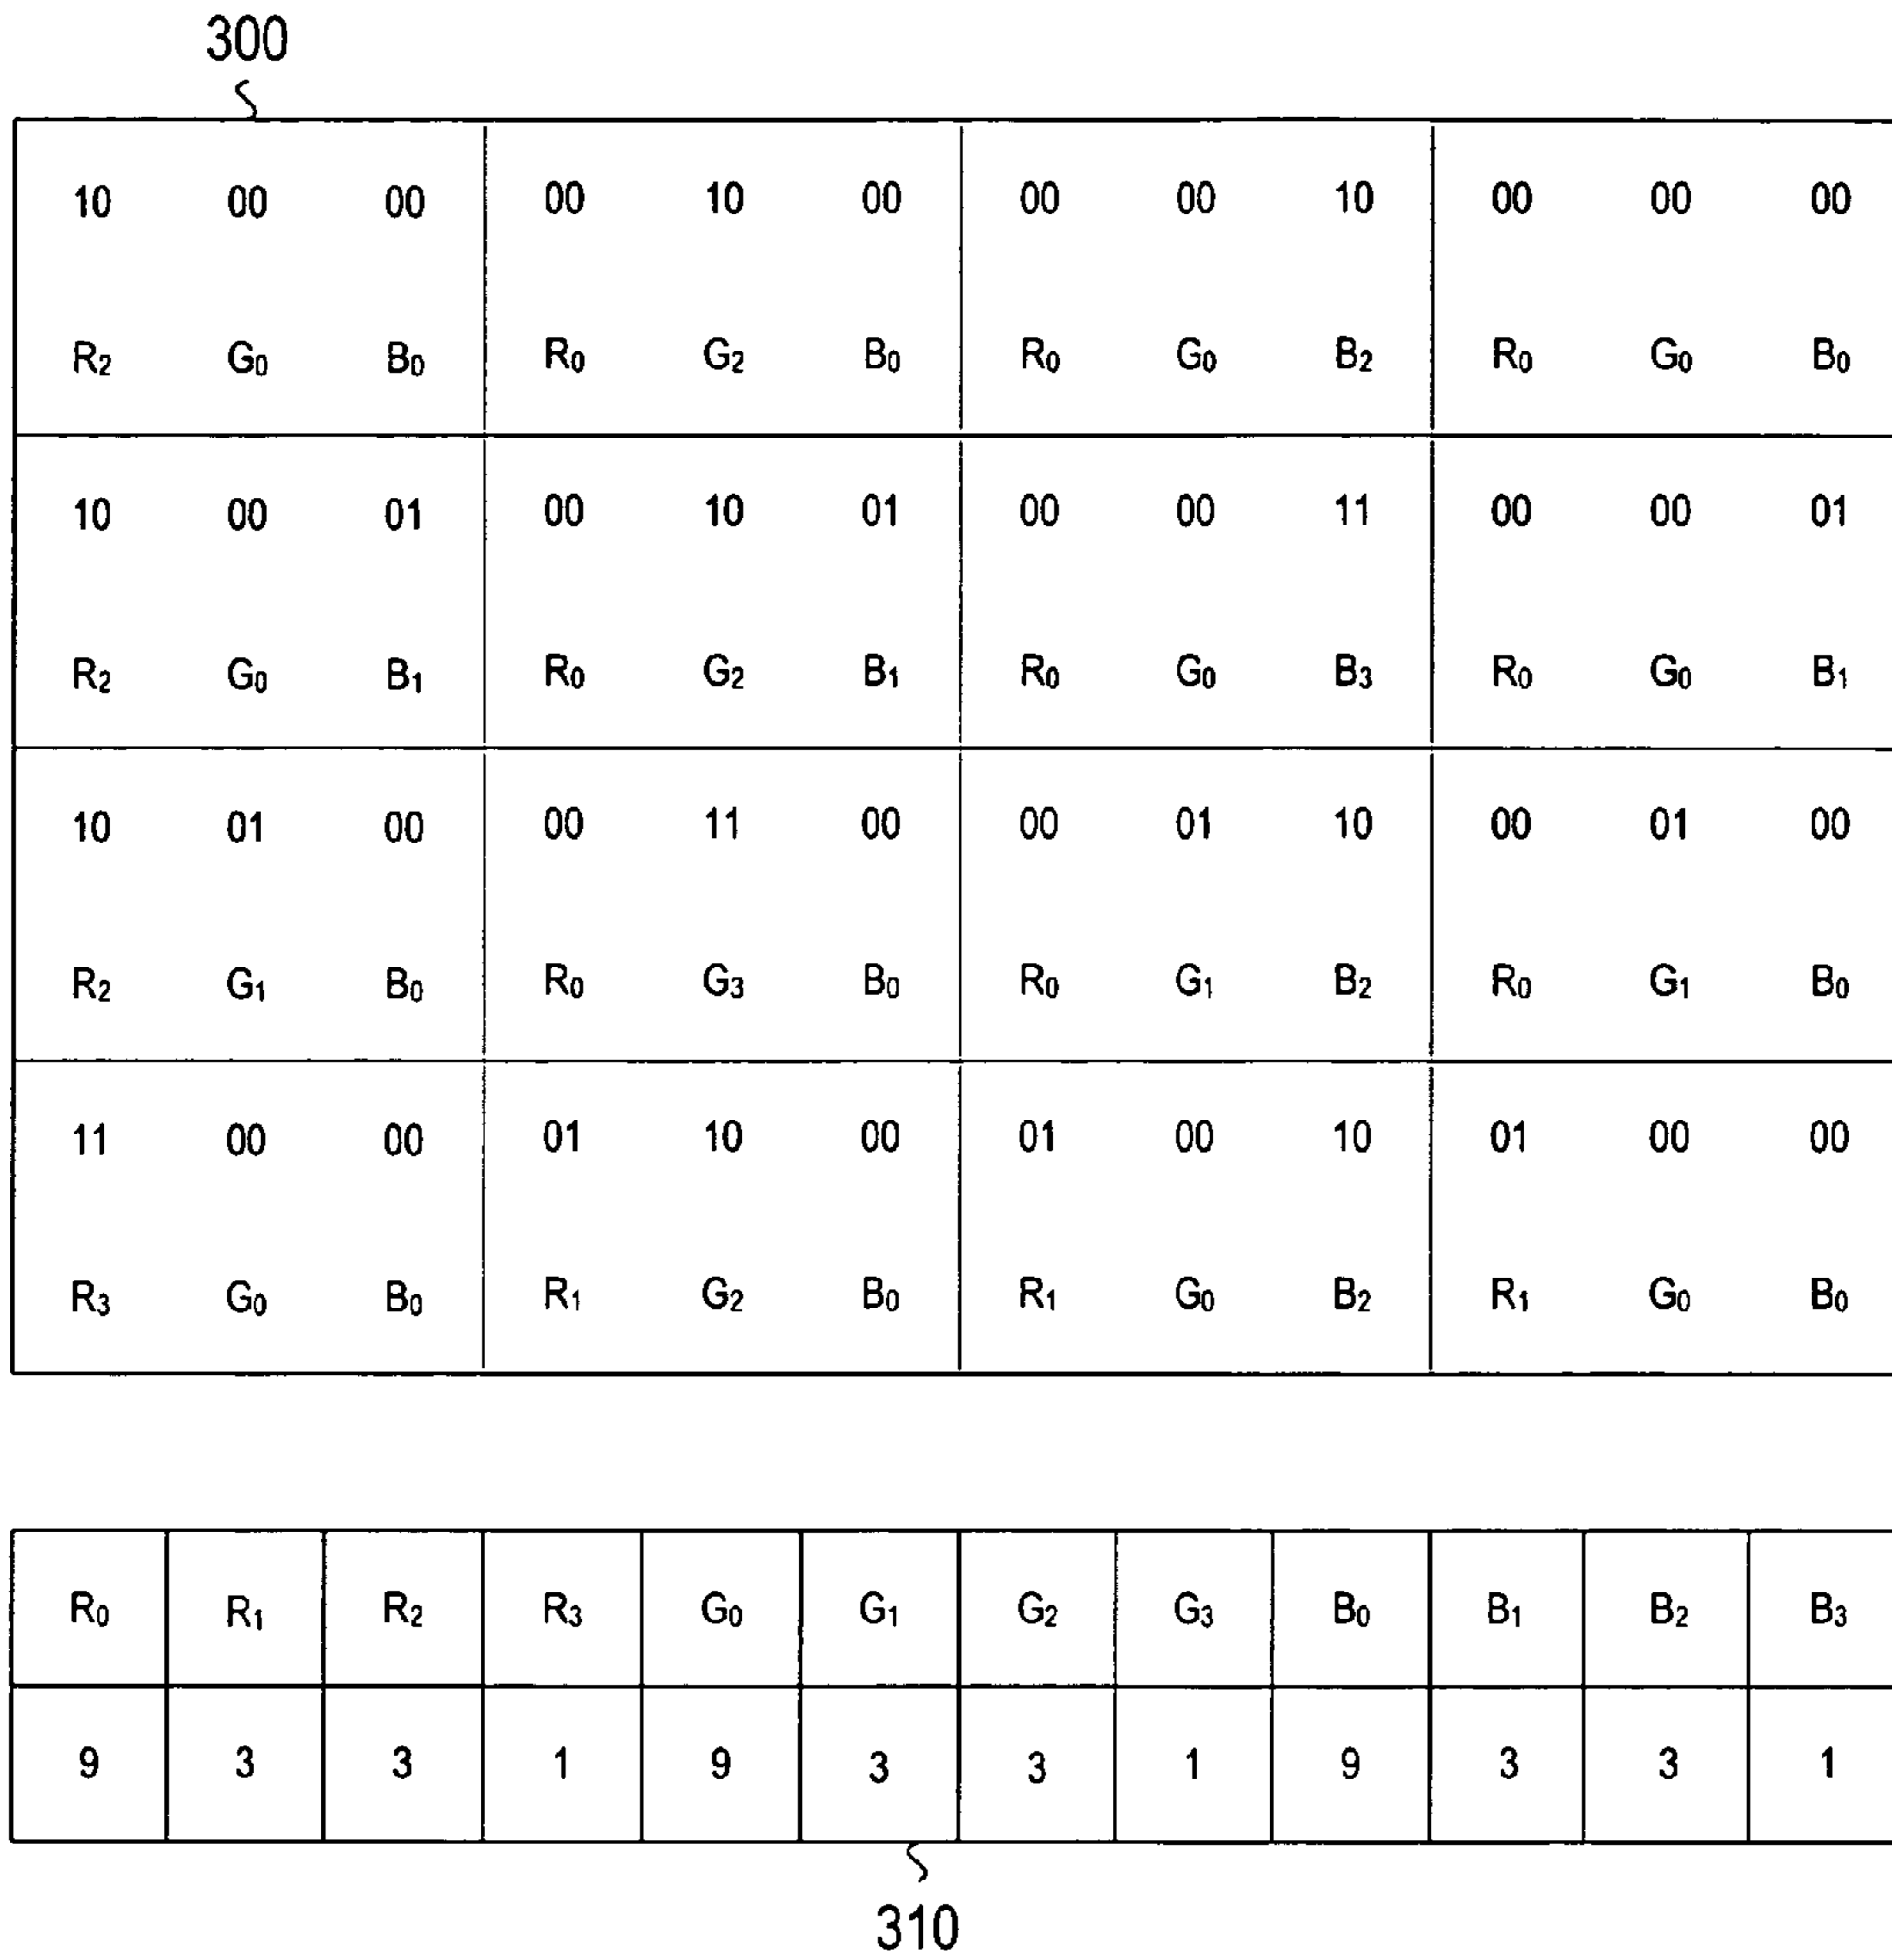 300
10 00 00 00 10 00 00 00 10 00 00 00
R₂ G₀ B₀ R₀ G₂ B₀ R₀ G₀ B₂ R₀ G₀ B₀
10 00 01 00 10 01 00 00 11 00 00 01
R₂ G₀ B₁ R₀ G₂ B₁ R₀ G₀ B₃ R₀ G₀ B₁
10 01 00 00 11 00 00 01 10 00 01 00
R₂ G₁ B₀ R₀ G₃ B₀ R₀ G₁ B₂ R₀ G₁ B₀
11 00 00 01 10 00 01 00 10 01 00 00
R₃ G₀ B₀ R₁ G₂ B₀ R₁ G₀ B₂ R₁ G₀ B₀
R₀ R₁ R₂ R₃ G₀ G₁ G₂ G₃ B₀ B₁ B₂ B₃
9 3 3 1 9 3 3 1 9 3 3 1
310